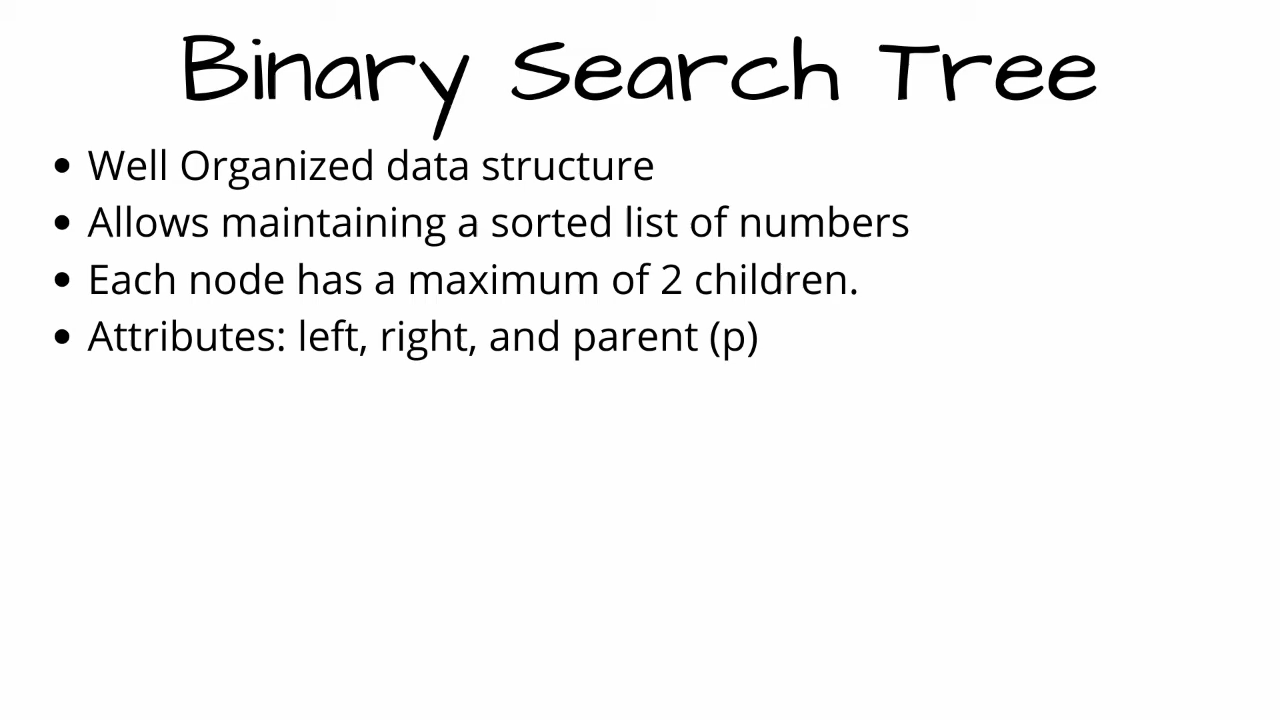 Binary Search Tree
• Well Organized data structure
• Allows maintaining a sorted list of numbers
• Each node has a maximum of 2 children.
• Attributes: left, right, and parent (p)